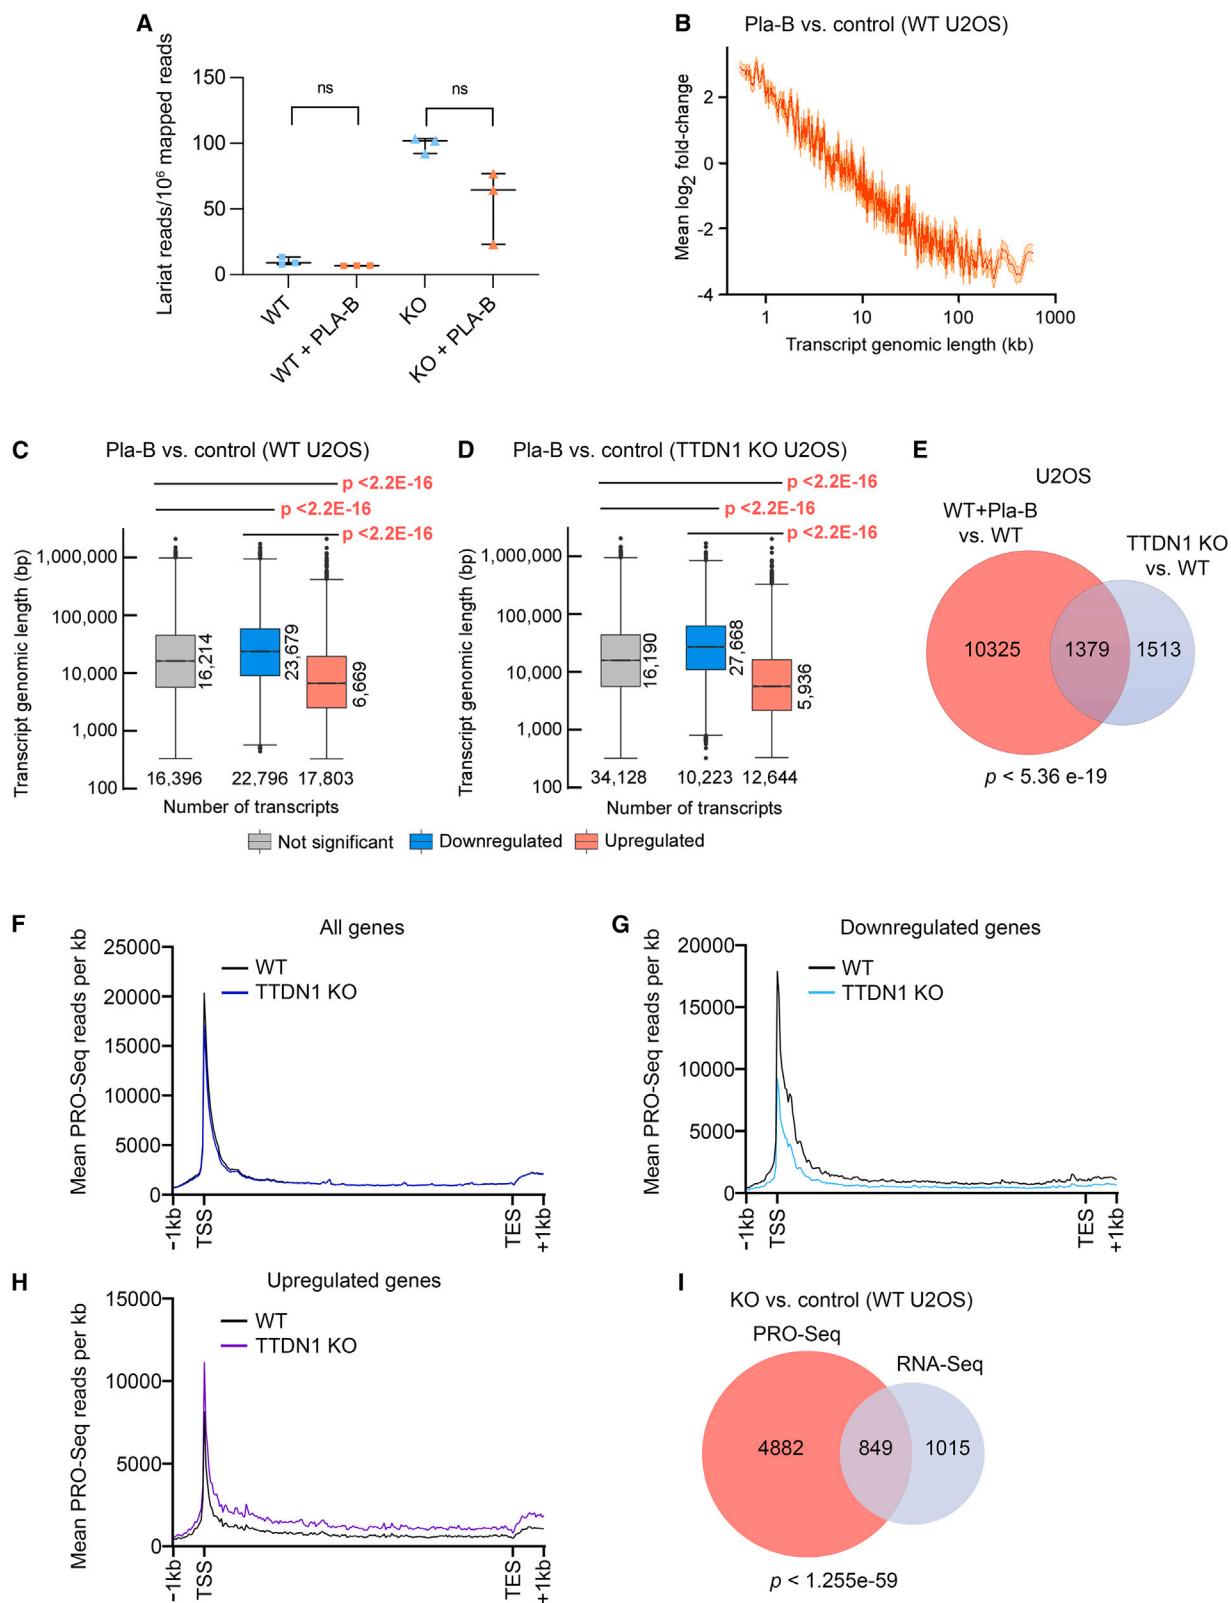 A
Lariat reads/10⁶ mapped reads
150
100
50
0
ns
ns
WT
WT + PLA-B
KO
KO + PLA-B
B
Pla-B vs. control (WT U2OS)
Mean log₂ fold-change
2
0
-2
-4
1
10
100
1000
Transcript genomic length (kb)
C
Pla-B vs. control (WT U2OS)
p <2.2E-16
p <2.2E-16
p <2.2E-16
Transcript genomic length (bp)
1,000,000
100,000
10,000
1,000
100
16,214
23,679
6,669
16,396
22,796
17,803
Number of transcripts
D
Pla-B vs. control (TTDN1 KO U2OS)
p <2.2E-16
p <2.2E-16
p <2.2E-16
Transcript genomic length (bp)
1,000,000
100,000
10,000
1,000
100
16,190
27,668
5,936
34,128
10,223
12,644
Number of transcripts
Not significant
Downregulated
Upregulated
E
U2OS
WT+Pla-B
vs. WT
TTDN1 KO
vs. WT
10325
1379
1513
p < 5.36 e-19
F
All genes
Mean PRO-Seq reads per kb
25000
20000
15000
10000
5000
0
WT
TTDN1 KO
-1kb
TSS
TES
+1kb
G
Downregulated genes
Mean PRO-Seq reads per kb
20000
15000
10000
5000
0
WT
TTDN1 KO
-1kb
TSS
TES
+1kb
H
Upregulated genes
Mean PRO-Seq reads per kb
15000
10000
5000
0
WT
TTDN1 KO
-1kb
TSS
TES
+1kb
I
KO vs. control (WT U2OS)
PRO-Seq
RNA-Seq
4882
849
1015
p < 1.255e-59